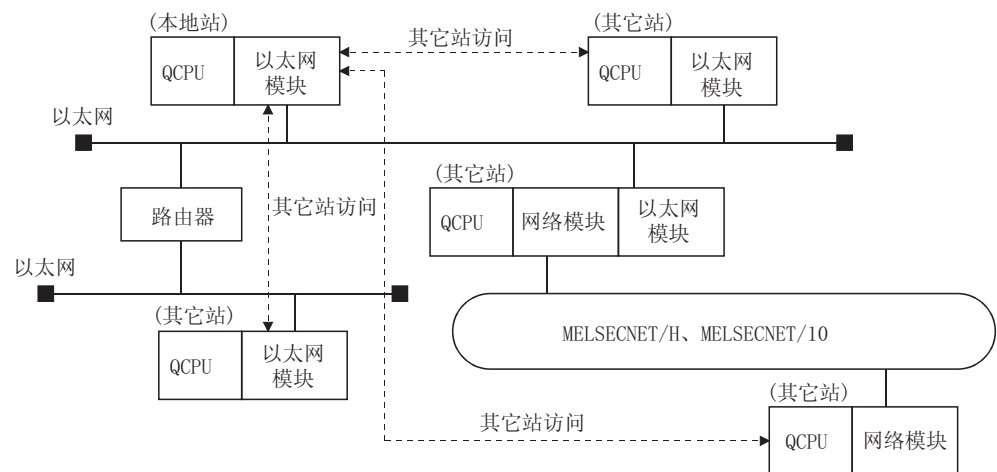 (本地站)
其它站访问
(其它站)
QCPU
以太网
模块
QCPU
以太网
模块
以太网
(其它站)
路由器
其它站访问
QCPU
网络模块
以太网
模块
以太网
(其它站)
QCPU
以太网
模块
MELSECNET/H、MELSECNET/10
(其它站)
其它站访问
QCPU
网络模块